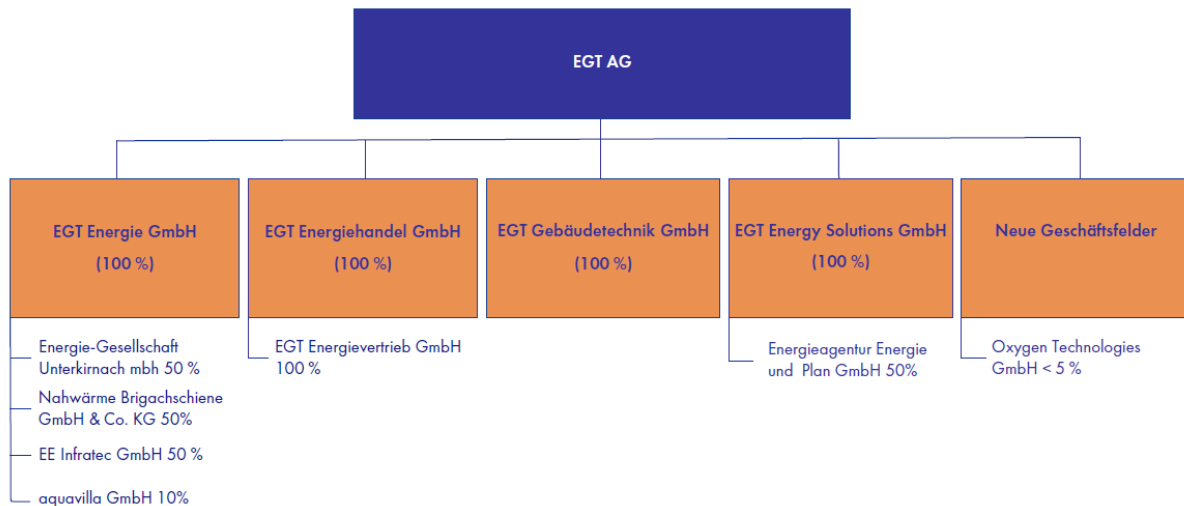 EGT AG
EGT Energie GmbH
(100 %)
EGT Energiehandel GmbH
(100 %)
EGT Gebäudetechnik GmbH
(100 %)
EGT Energy Solutions GmbH
(100 %)
Neue Geschäftsfelder
Energie-Gesellschaft
Unterkirnach mbh 50 %
Nahwärme Brigachschiene
GmbH & Co. KG 50%
EE Infratec GmbH 50 %
aquavilla GmbH 10%
EGT Energievertrieb GmbH
100 %
Energieagentur Energie
und Plan GmbH 50%
Oxygen Technologies
GmbH < 5 %